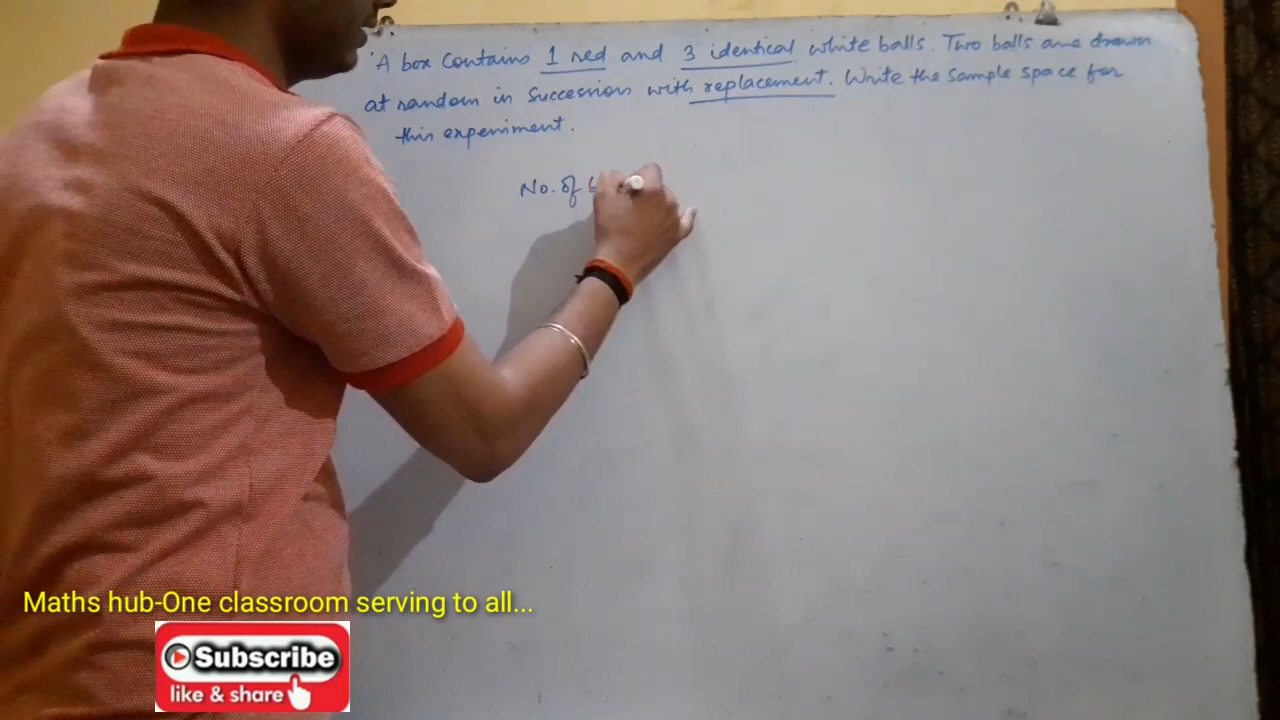 A box contains 1 red and 3 identical white balls. Two balls are drawn
at random in succession with replacement. Write the sample space for
this experiment.
No. of
Maths hub-One classroom serving to all...
Subscribe
like & share